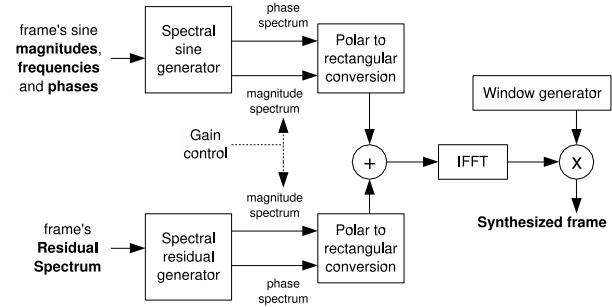 frame's sine
magnitudes,
frequencies
and phases
Spectral
sine
generator
phase
spectrum
magnitude
spectrum
Polar to
rectangular
conversion
Gain
control
Window generator
+
IFFT
X
Synthesized frame
frame's
Residual
Spectrum
Spectral
residual
generator
magnitude
spectrum
phase
spectrum
Polar to
rectangular
conversion